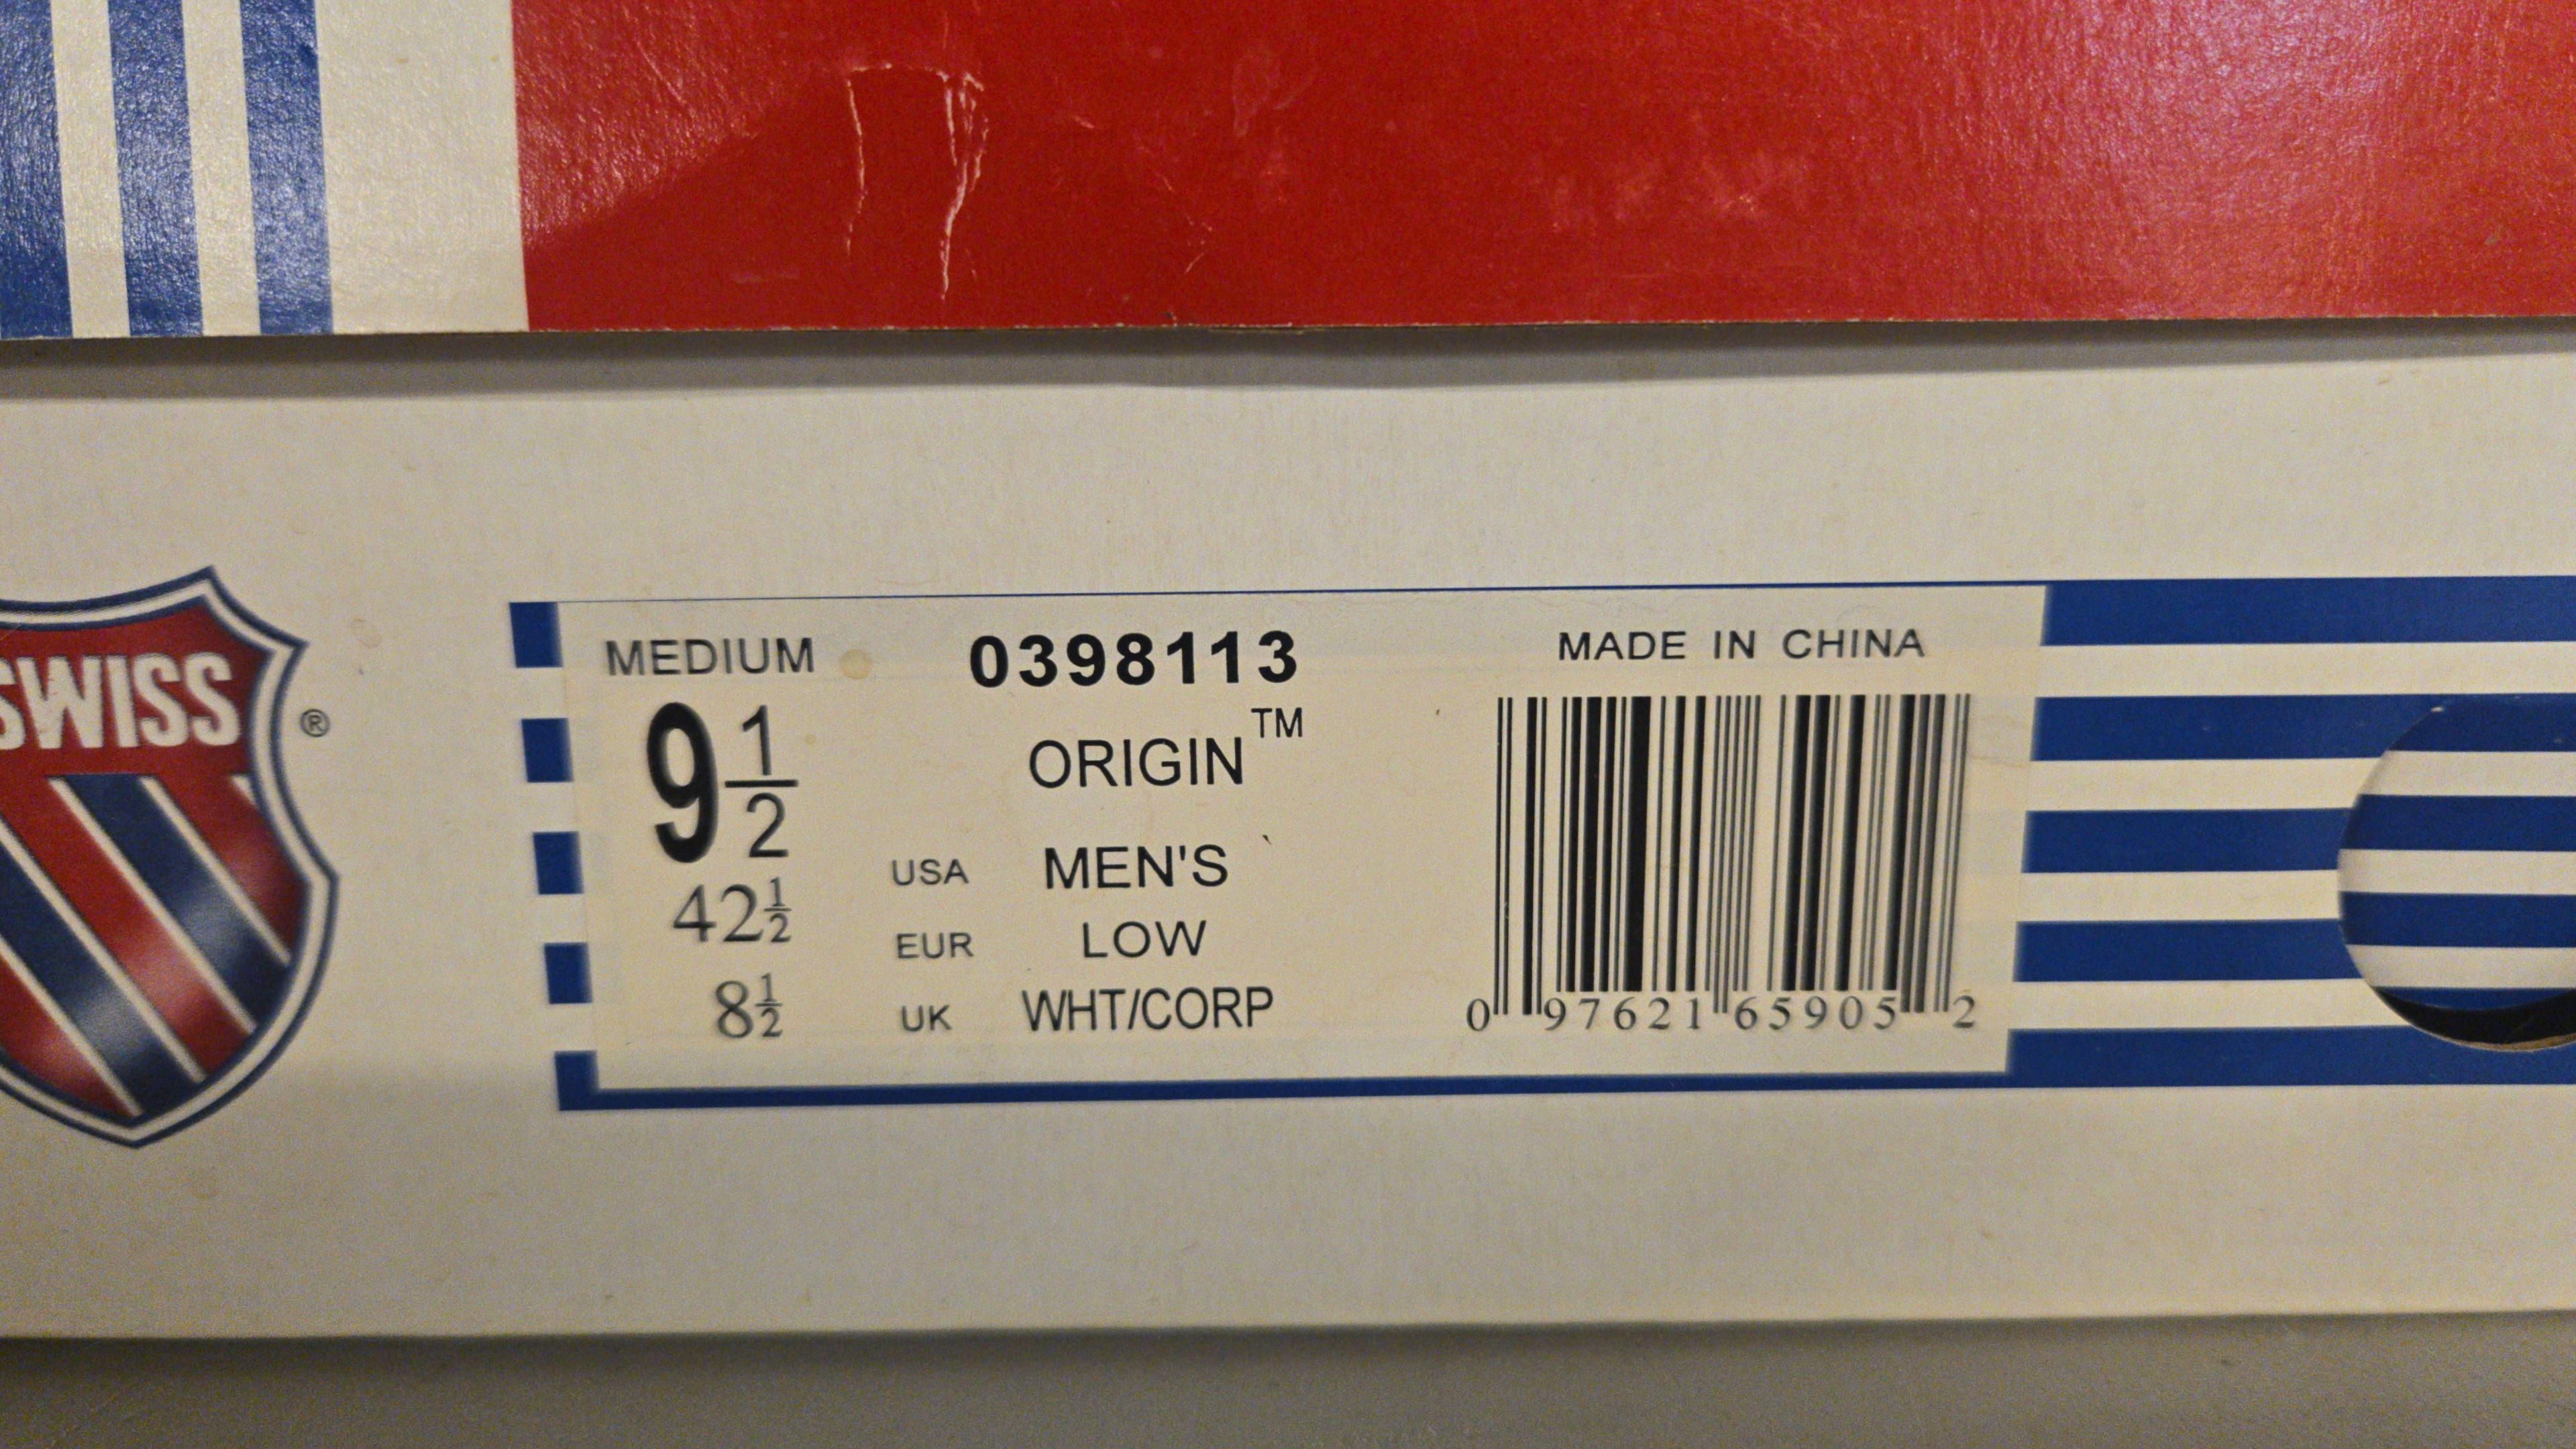 SWISS
®
MEDIUM
0398113
MADE IN CHINA
9 1/2
ORIGIN™
USA
MEN'S
42 1/2
EUR
LOW
8 1/2
UK
WHT/CORP
0 97621 65905 2